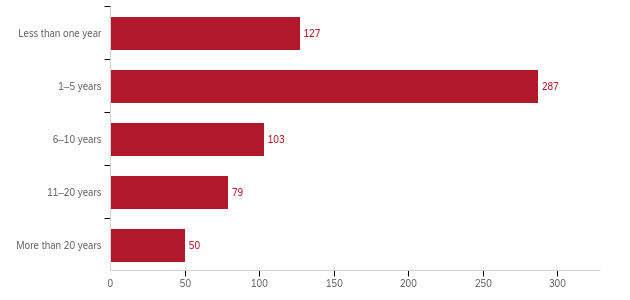 Less than one year 127
1–5 years 287
6–10 years 103
11–20 years 79
More than 20 years 50
0 50 100 150 200 250 300